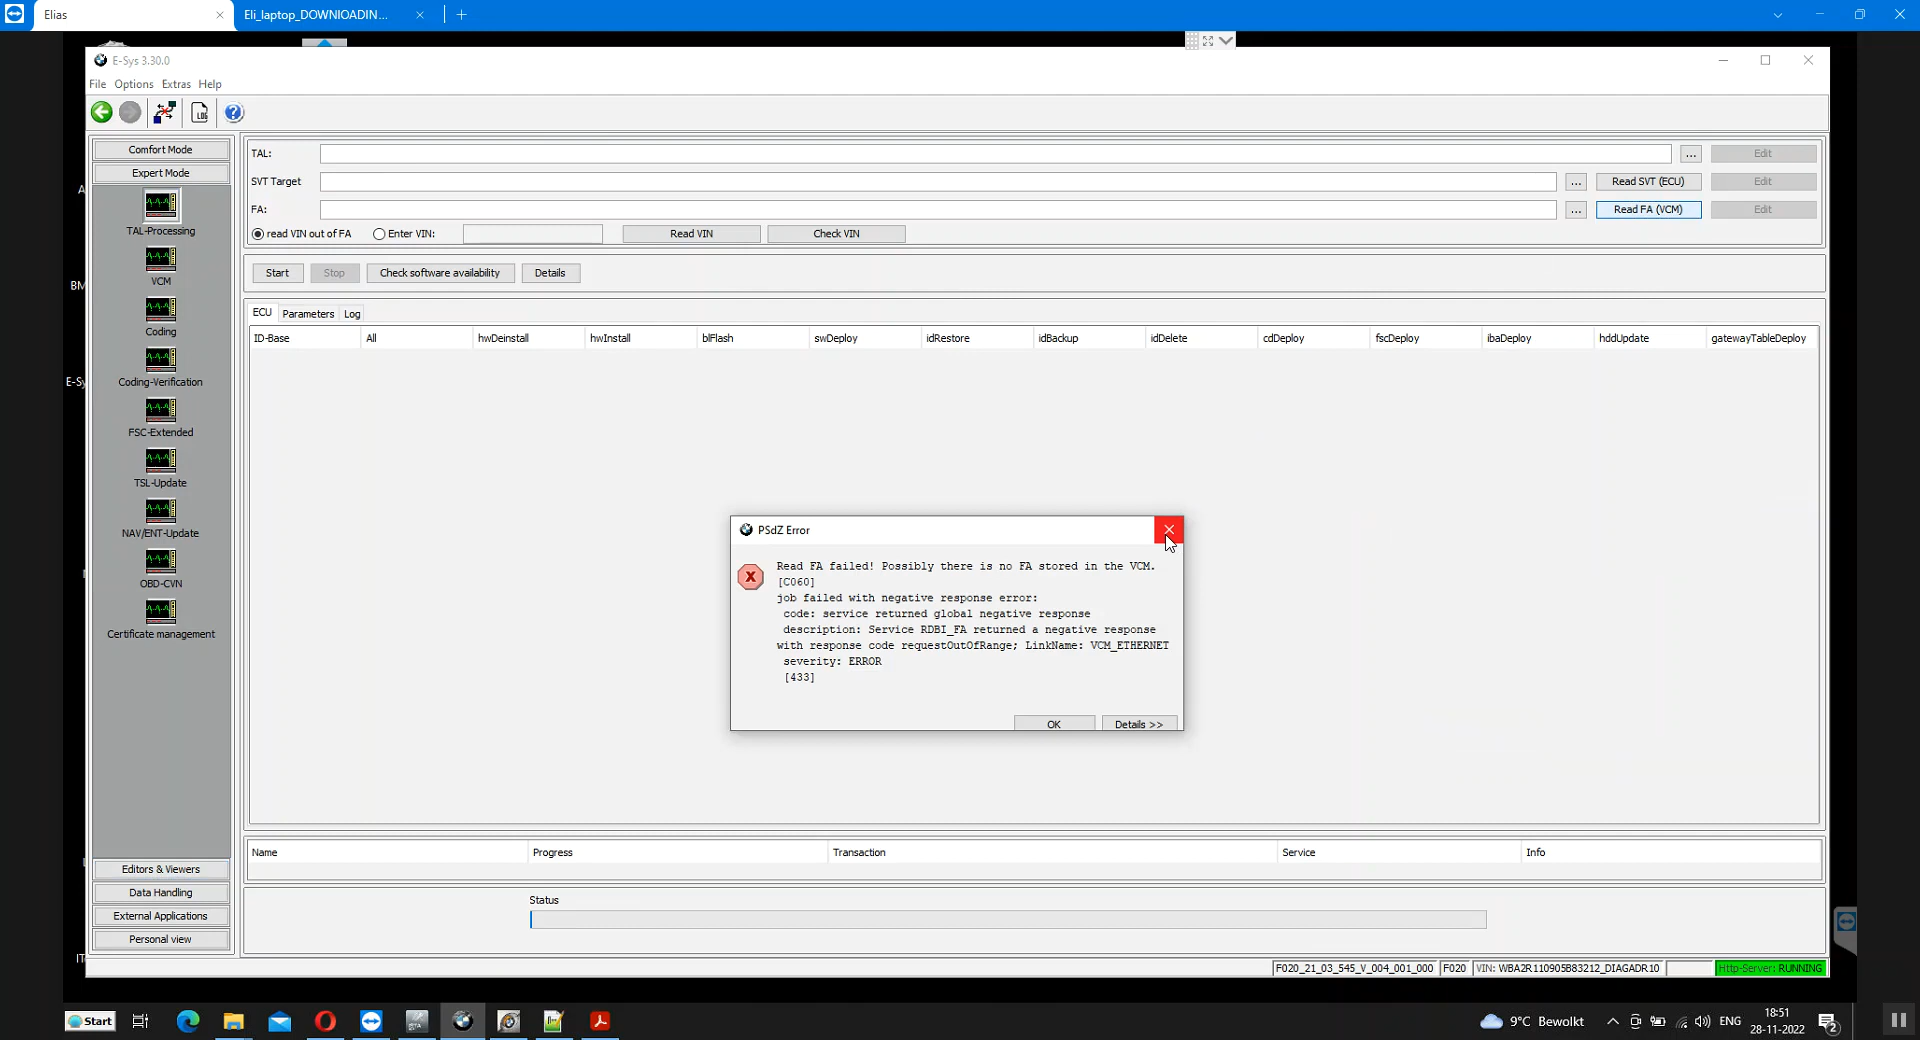 Elias
Eli_laptop_DOWNlOADIN...
E-Sys 3.30.0
File Options Extras Help
LOG
Comfort Mode
Expert Mode
TAL-Processing
VCM
Coding
Coding-Verification
FSC-Extended
TSL-Update
NAV/ENT-Update
OBD-CVN
Certificate management
Editors & Viewers
Data Handling
External Applications
Personal view
TAL: ... Edit
SVT Target ... Read SVT (ECU) Edit
FA: ... Read FA (VCM) Edit
read VIN out of FA Enter VIN: Read VIN Check VIN
Start Stop Check software availability Details
ECU Parameters Log
ID-Base All hwDeinstall hwInstall blFlash swDeploy idRestore idBackup idDelete cdDeploy fscDeploy ibaDeploy hddUpdate gatewayTableDeploy
PSdZ Error
Read FA failed! Possibly there is no FA stored in the VCM.
[C060]
job failed with negative response error:
code: service returned global negative response
description: Service RDBI_FA returned a negative response
with response code requestOutOfRange; LinkName: VCM_ETHERNET
severity: ERROR
[433]
OK Details >>
Name Progress Transaction Service Info
Status
F020_21_03_545_V_004_001_000 F020 VIN: WBA2R110905B83212_DIAGADR10 Http-Server: RUNNING
Start
9°C Bewolkt ENG 18:51
28-11-2022 2